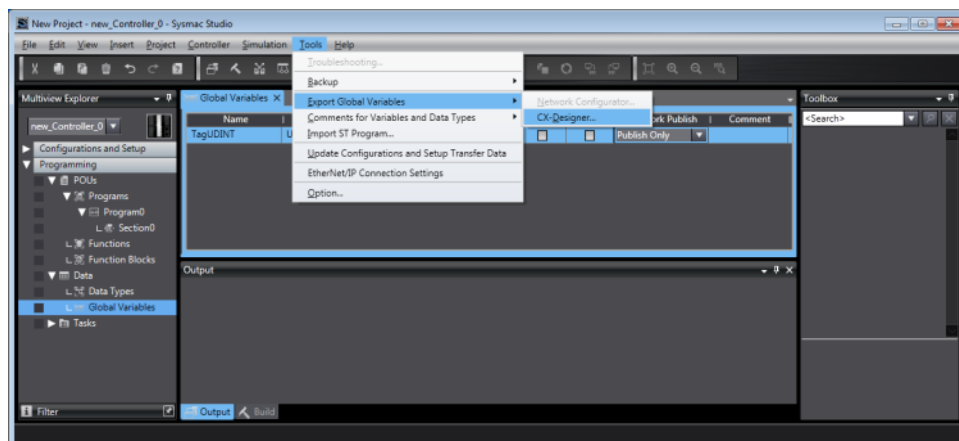 New Project - new_Controller_0 - Sysmac Studio
File Edit View Insert Project Controller Simulation Tools Help
Troubleshooting...
Backup
Export Global Variables
Network Configurator...
CX-Designer...
Comments for Variables and Data Types
Import ST Program...
Update Configurations and Setup Transfer Data
EtherNet/IP Connection Settings
Option...
Multiview Explorer
new_Controller_0
Configurations and Setup
Programming
POUs
Programs
Program0
Section0
Functions
Function Blocks
Data
Data Types
Global Variables
Tasks
Filter
Global Variables
Name Publish Comment
TagUDINT U Publish Only
Output
Output Build
Toolbox
<Search>